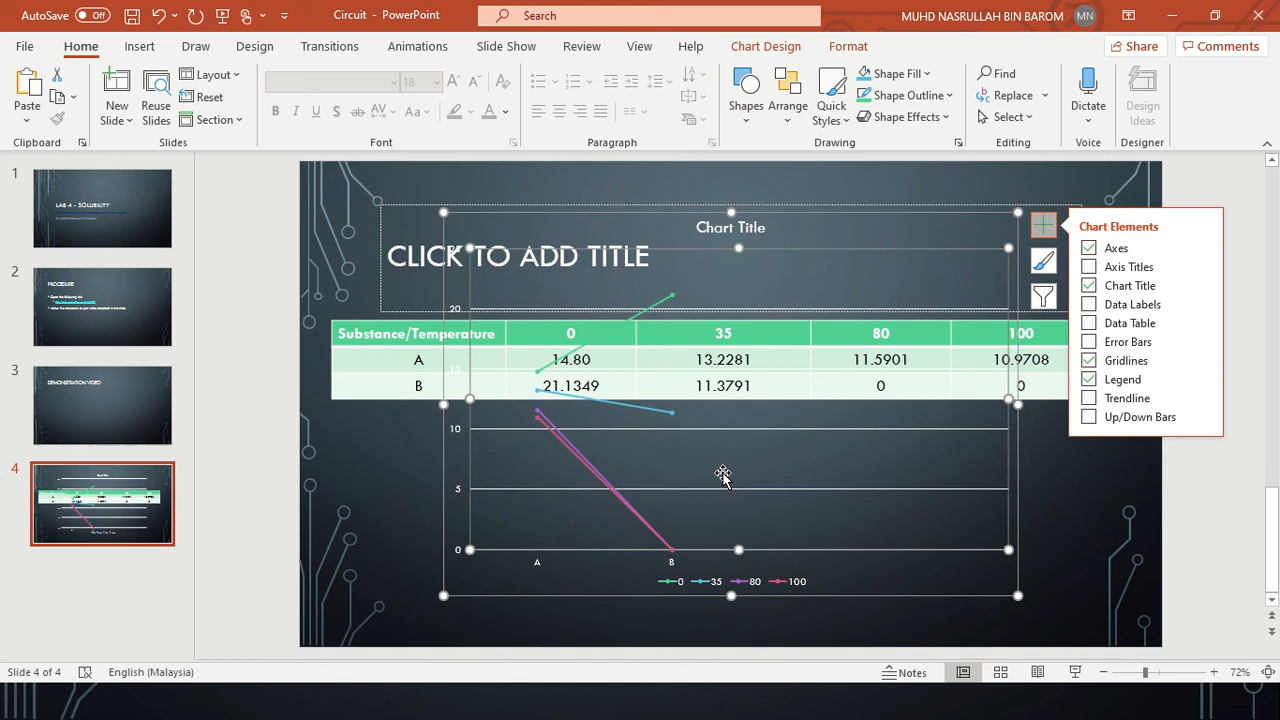 AutoSave Off Circuit - PowerPoint Search MUHD NASRULLAH BIN BAROM MN
File Home Insert Draw Design Transitions Animations Slide Show Review View Help Chart Design Format Share Comments
Paste New Slide Reuse Slides Layout Reset Section 18 Shapes Arrange Quick Styles Shape Fill Shape Outline Shape Effects Find Replace Select Dictate Design Ideas
B I U S ab AV Aa A A
Clipboard Slides Font Paragraph Drawing Editing Voice Designer
1
LAB 4 - SOLUBILITY
2
PROCEDURE
3
DEMONSTRATION VIDEO
4
Chart Title
CLICK TO ADD TITLE
20
Substance/Temperature 0 35 80 100
A 14.80 13.2281 11.5901 10.9708
15
B 21.1349 11.3791 0 0
10
5
0
A B
0 35 80 100
Chart Elements
Axes
Axis Titles
Chart Title
Data Labels
Data Table
Error Bars
Gridlines
Legend
Trendline
Up/Down Bars
Slide 4 of 4 English (Malaysia) Notes 72%